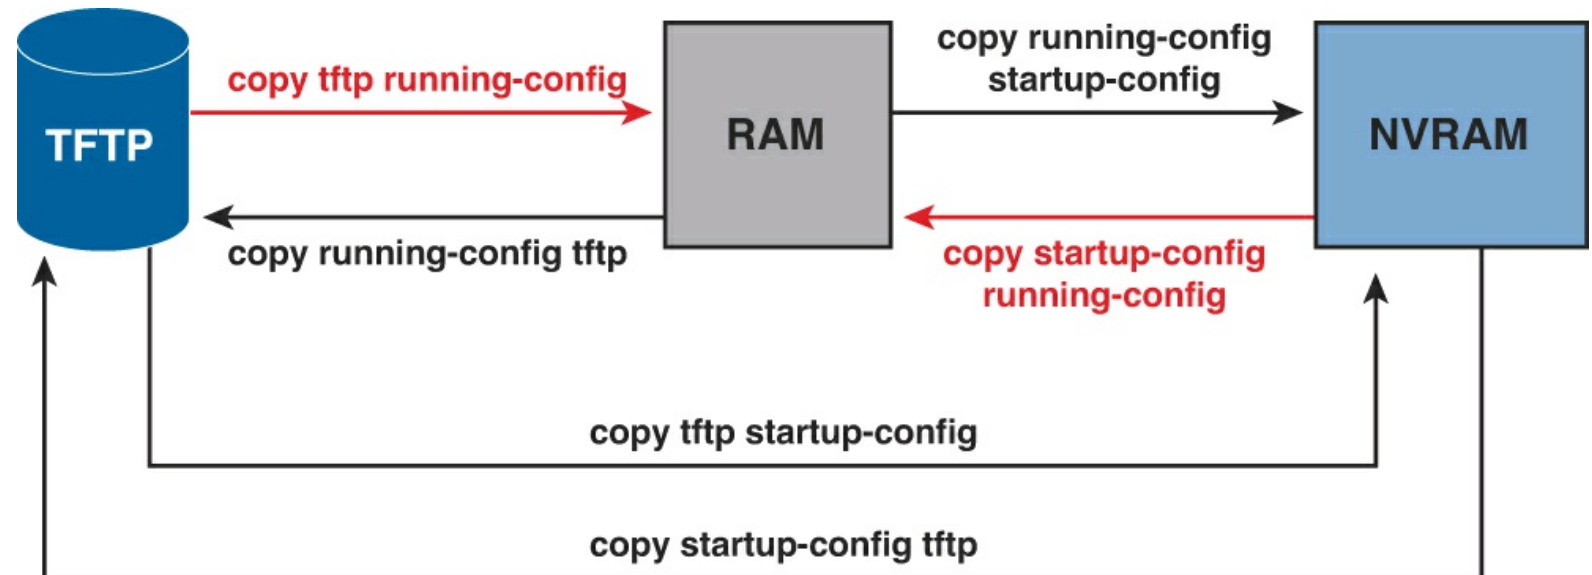 copy running-config
startup-config
copy tftp running-config
TFTP
RAM
NVRAM
copy running-config tftp
copy startup-config
running-config
copy tftp startup-config
copy startup-config tftp